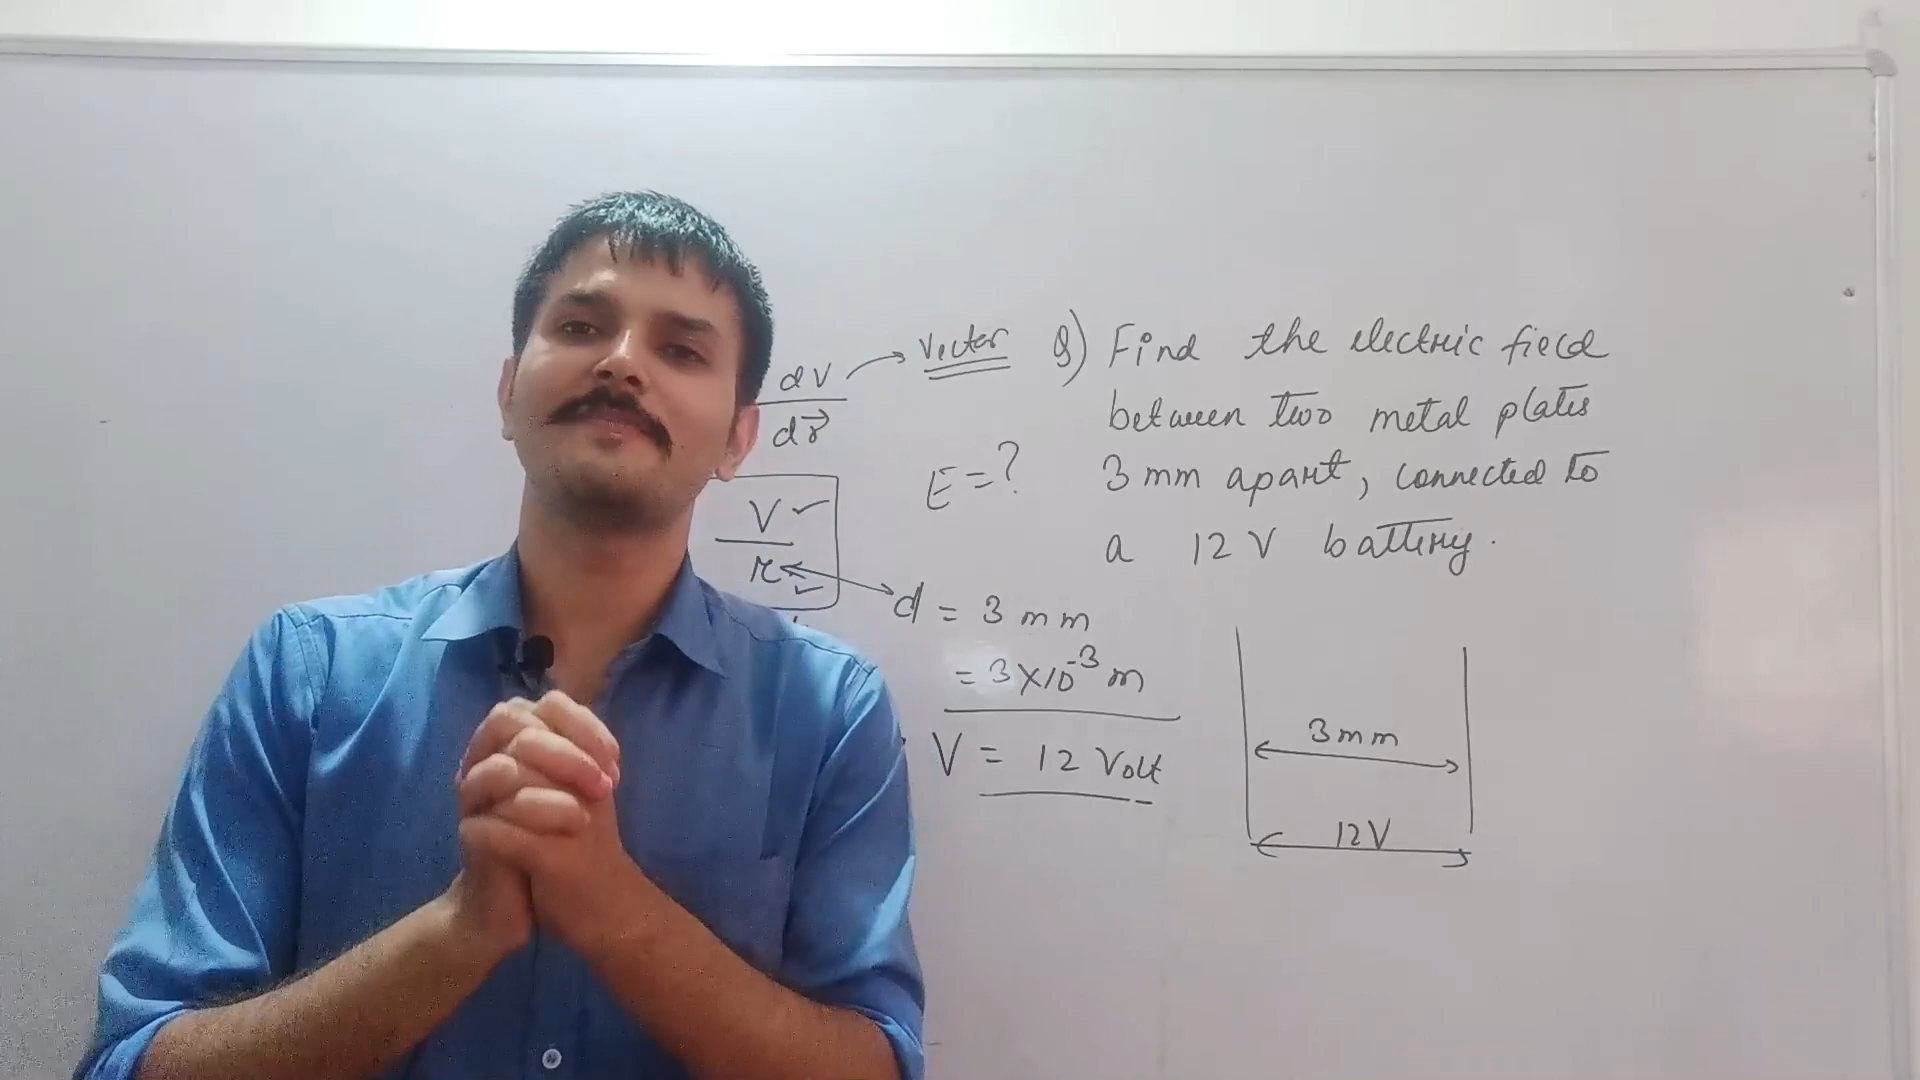 dV
dr⃗
→ Vector
Q) Find the electric field
between two metal plates
3 mm apart, connected to
a 12 V battery.
E = ?
V ✓
r ✓
d = 3 mm
= 3×10⁻³ m
V = 12 Volt
3mm
12V